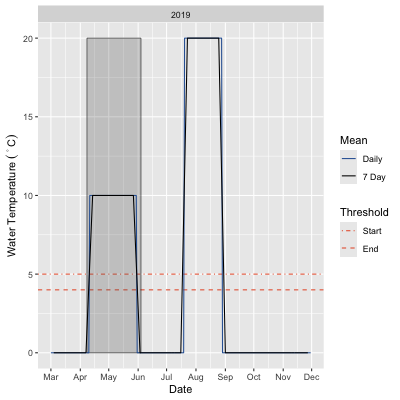 2019
20
15
10
5
0
Water Temperature ( ° C)
Mar Apr May Jun Jul Aug Sep Oct Nov Dec
Date
Mean
Daily
7 Day
Threshold
Start
End